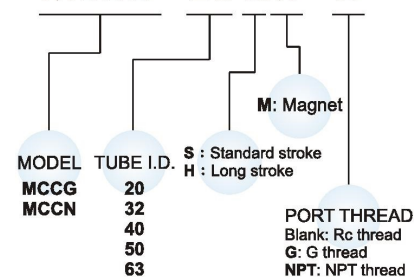 M: Magnet
MODEL
MCCG
MCCN
TUBE I.D.
20
32
40
50
63
S : Standard stroke
H : Long stroke
PORT THREAD
Blank: Rc thread
G: G thread
NPT: NPT thread